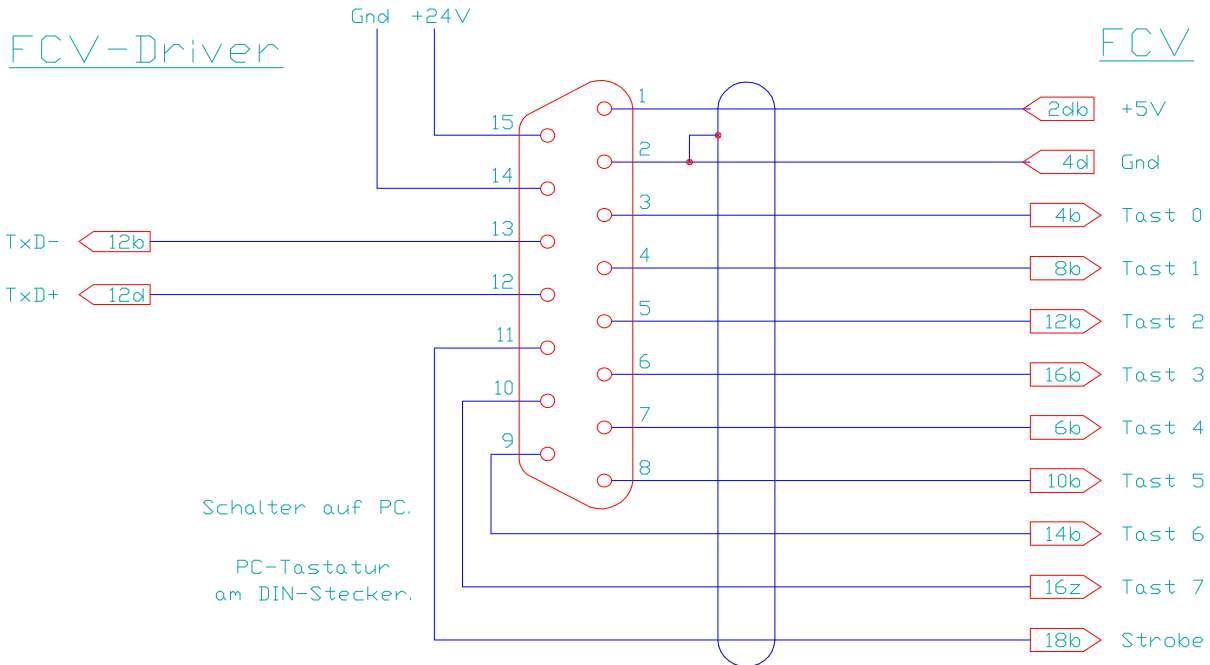 Gnd +24V
FCV-Driver
FCV
1
2db +5V
15
2
4d Gnd
14
3
4b Tast 0
13
TxD- 12b
4
8b Tast 1
12
TxD+ 12d
5
12b Tast 2
11
6
16b Tast 3
10
7
6b Tast 4
9
8
10b Tast 5
Schalter auf PC.
14b Tast 6
PC-Tastatur
am DIN-Stecker.
16z Tast 7
18b Strobe